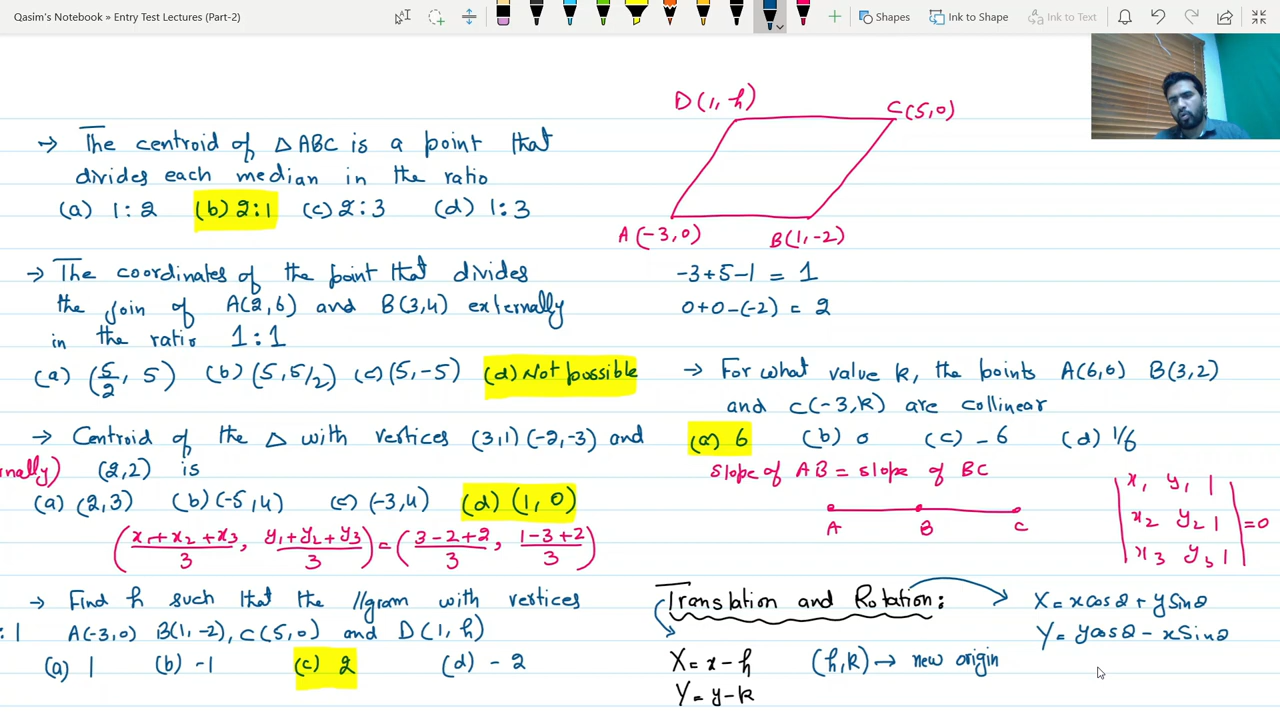 Qasim's Notebook » Entry Test Lectures (Part-2)
Shapes
Ink to Shape
Ink to Text
→ The centroid of △ABC is a point that
divides each median in the ratio
(a) 1:2 (b) 2:1 (c) 2:3 (d) 1:3
→ The coordinates of the point that divides
the join of A(2,6) and B(3,4) externally
in the ratio 1:1
(a) (5/2, 5) (b) (5, 5/2) (c) (5,-5) (d) Not possible
→ Centroid of the △ with vertices (3,1) (-2,-3) and
nally) (2,2) is
(a) (2,3) (b) (-5,4) (c) (-3,4) (d) (1, 0)
(x₁+x₂+x₃/3, y₁+y₂+y₃/3) = (3-2+2/3, 1-3+2/3)
→ Find h such that the //gram with vertices
:1 A(-3,0) B(1,-2), C(5,0) and D(1,h)
(a) 1 (b) -1 (c) 2 (d) -2
D(1,h) C(5,0)
A(-3,0) B(1,-2)
-3+5-1 = 1
0+0-(-2) = 2
→ For what value k, the points A(6,6) B(3,2)
and C(-3,k) are collinear
(a) 6 (b) 0 (c) -6 (d) 1/6
slope of AB = slope of BC
A B C
x₁ y₁ 1
x₂ y₂ 1 =0
x₃ y₃ 1
Translation and Rotation:
X = x cosθ + y sinθ
Y = y cosθ - x sinθ
X = x-h (h,k) → new origin
Y = y-k